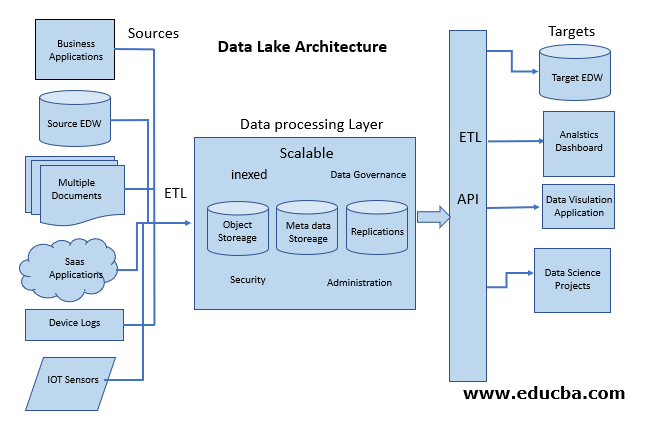 Sources
Data Lake Architecture
Targets
Business
Applications
Source EDW
Multiple
Documents
Saas
Applications
Device Logs
IOT Sensors
ETL
Data processing Layer
Scalable
inexed
Data Governance
Object
Storeage
Meta data
Storeage
Replications
Security
Administration
ETL
API
Target EDW
Analstics
Dashboard
Data Visulation
Application
Data Science
Projects
www.educba.com